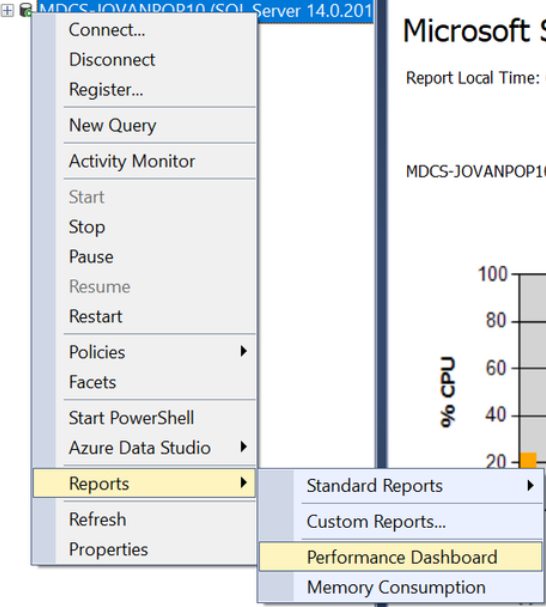 MDCS-JOVANPOP10 (SQL Server 14.0.201
Connect...
Disconnect
Register...
New Query
Activity Monitor
Start
Stop
Pause
Resume
Restart
Policies
Facets
Start PowerShell
Azure Data Studio
Reports
Refresh
Properties
Standard Reports
Custom Reports...
Performance Dashboard
Memory Consumption
Microsoft
Report Local Time:
MDCS-JOVANPOP1
% CPU
100
80
60
40
20